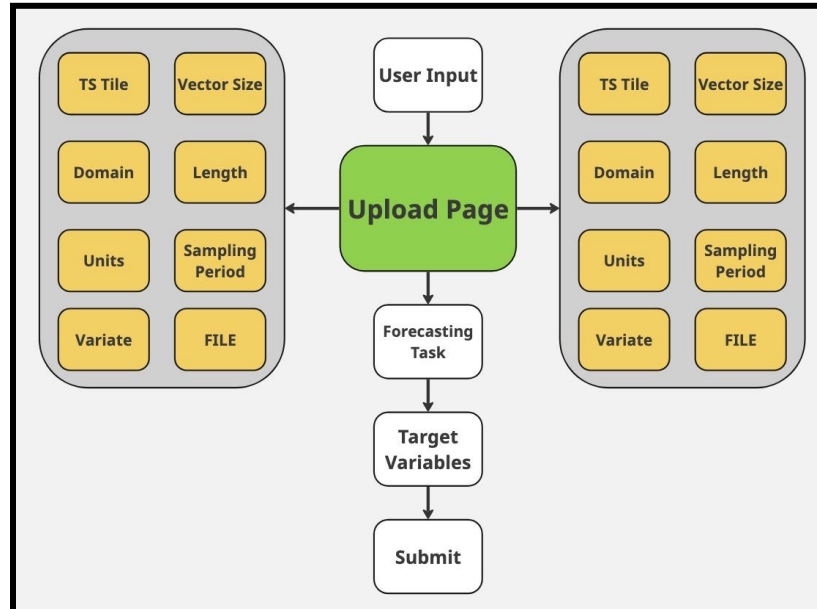 TS Tile
Vector Size
Domain
Length
Units
Sampling
Period
Variate
FILE
User Input
Upload Page
Forecasting
Task
Target
Variables
Submit
TS Tile
Vector Size
Domain
Length
Units
Sampling
Period
Variate
FILE